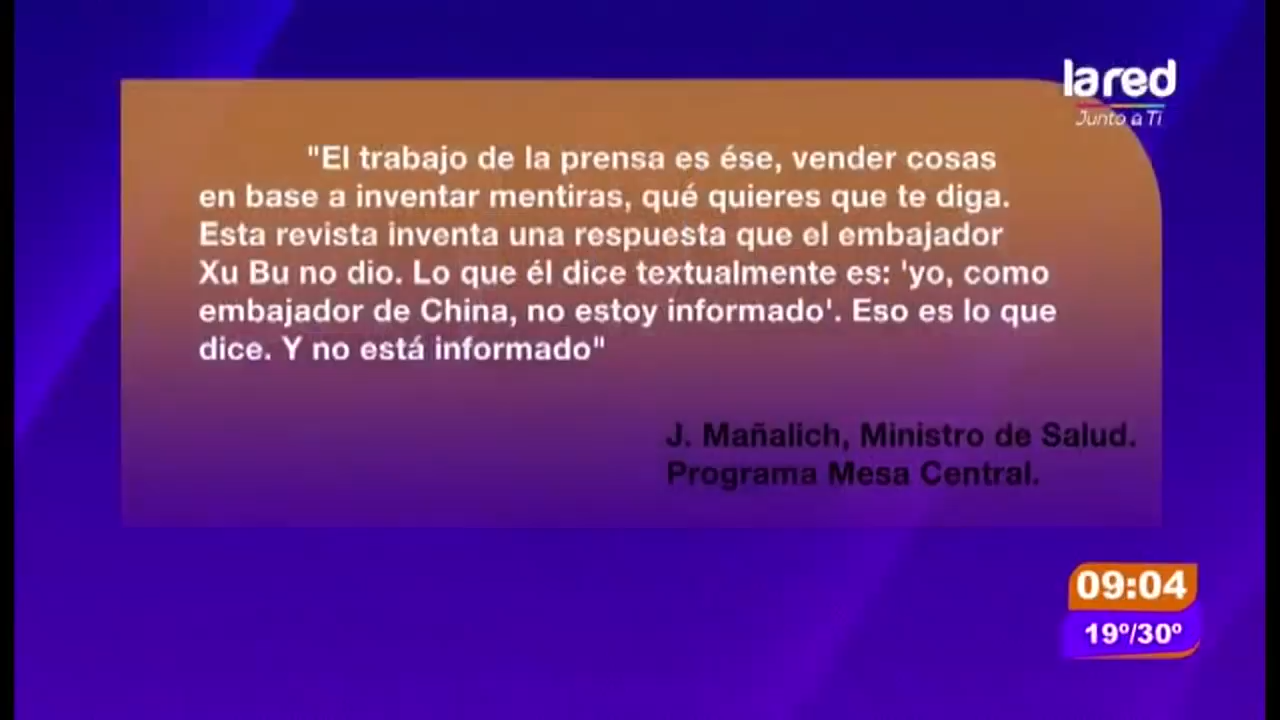 lared
Junto a Ti
"El trabajo de la prensa es ése, vender cosas
en base a inventar mentiras, qué quieres que te diga.
Esta revista inventa una respuesta que el embajador
Xu Bu no dio. Lo que él dice textualmente es: 'yo, como
embajador de China, no estoy informado'. Eso es lo que
dice. Y no está informado"
J. Mañalich, Ministro de Salud.
Programa Mesa Central.
09:04
19º/30º